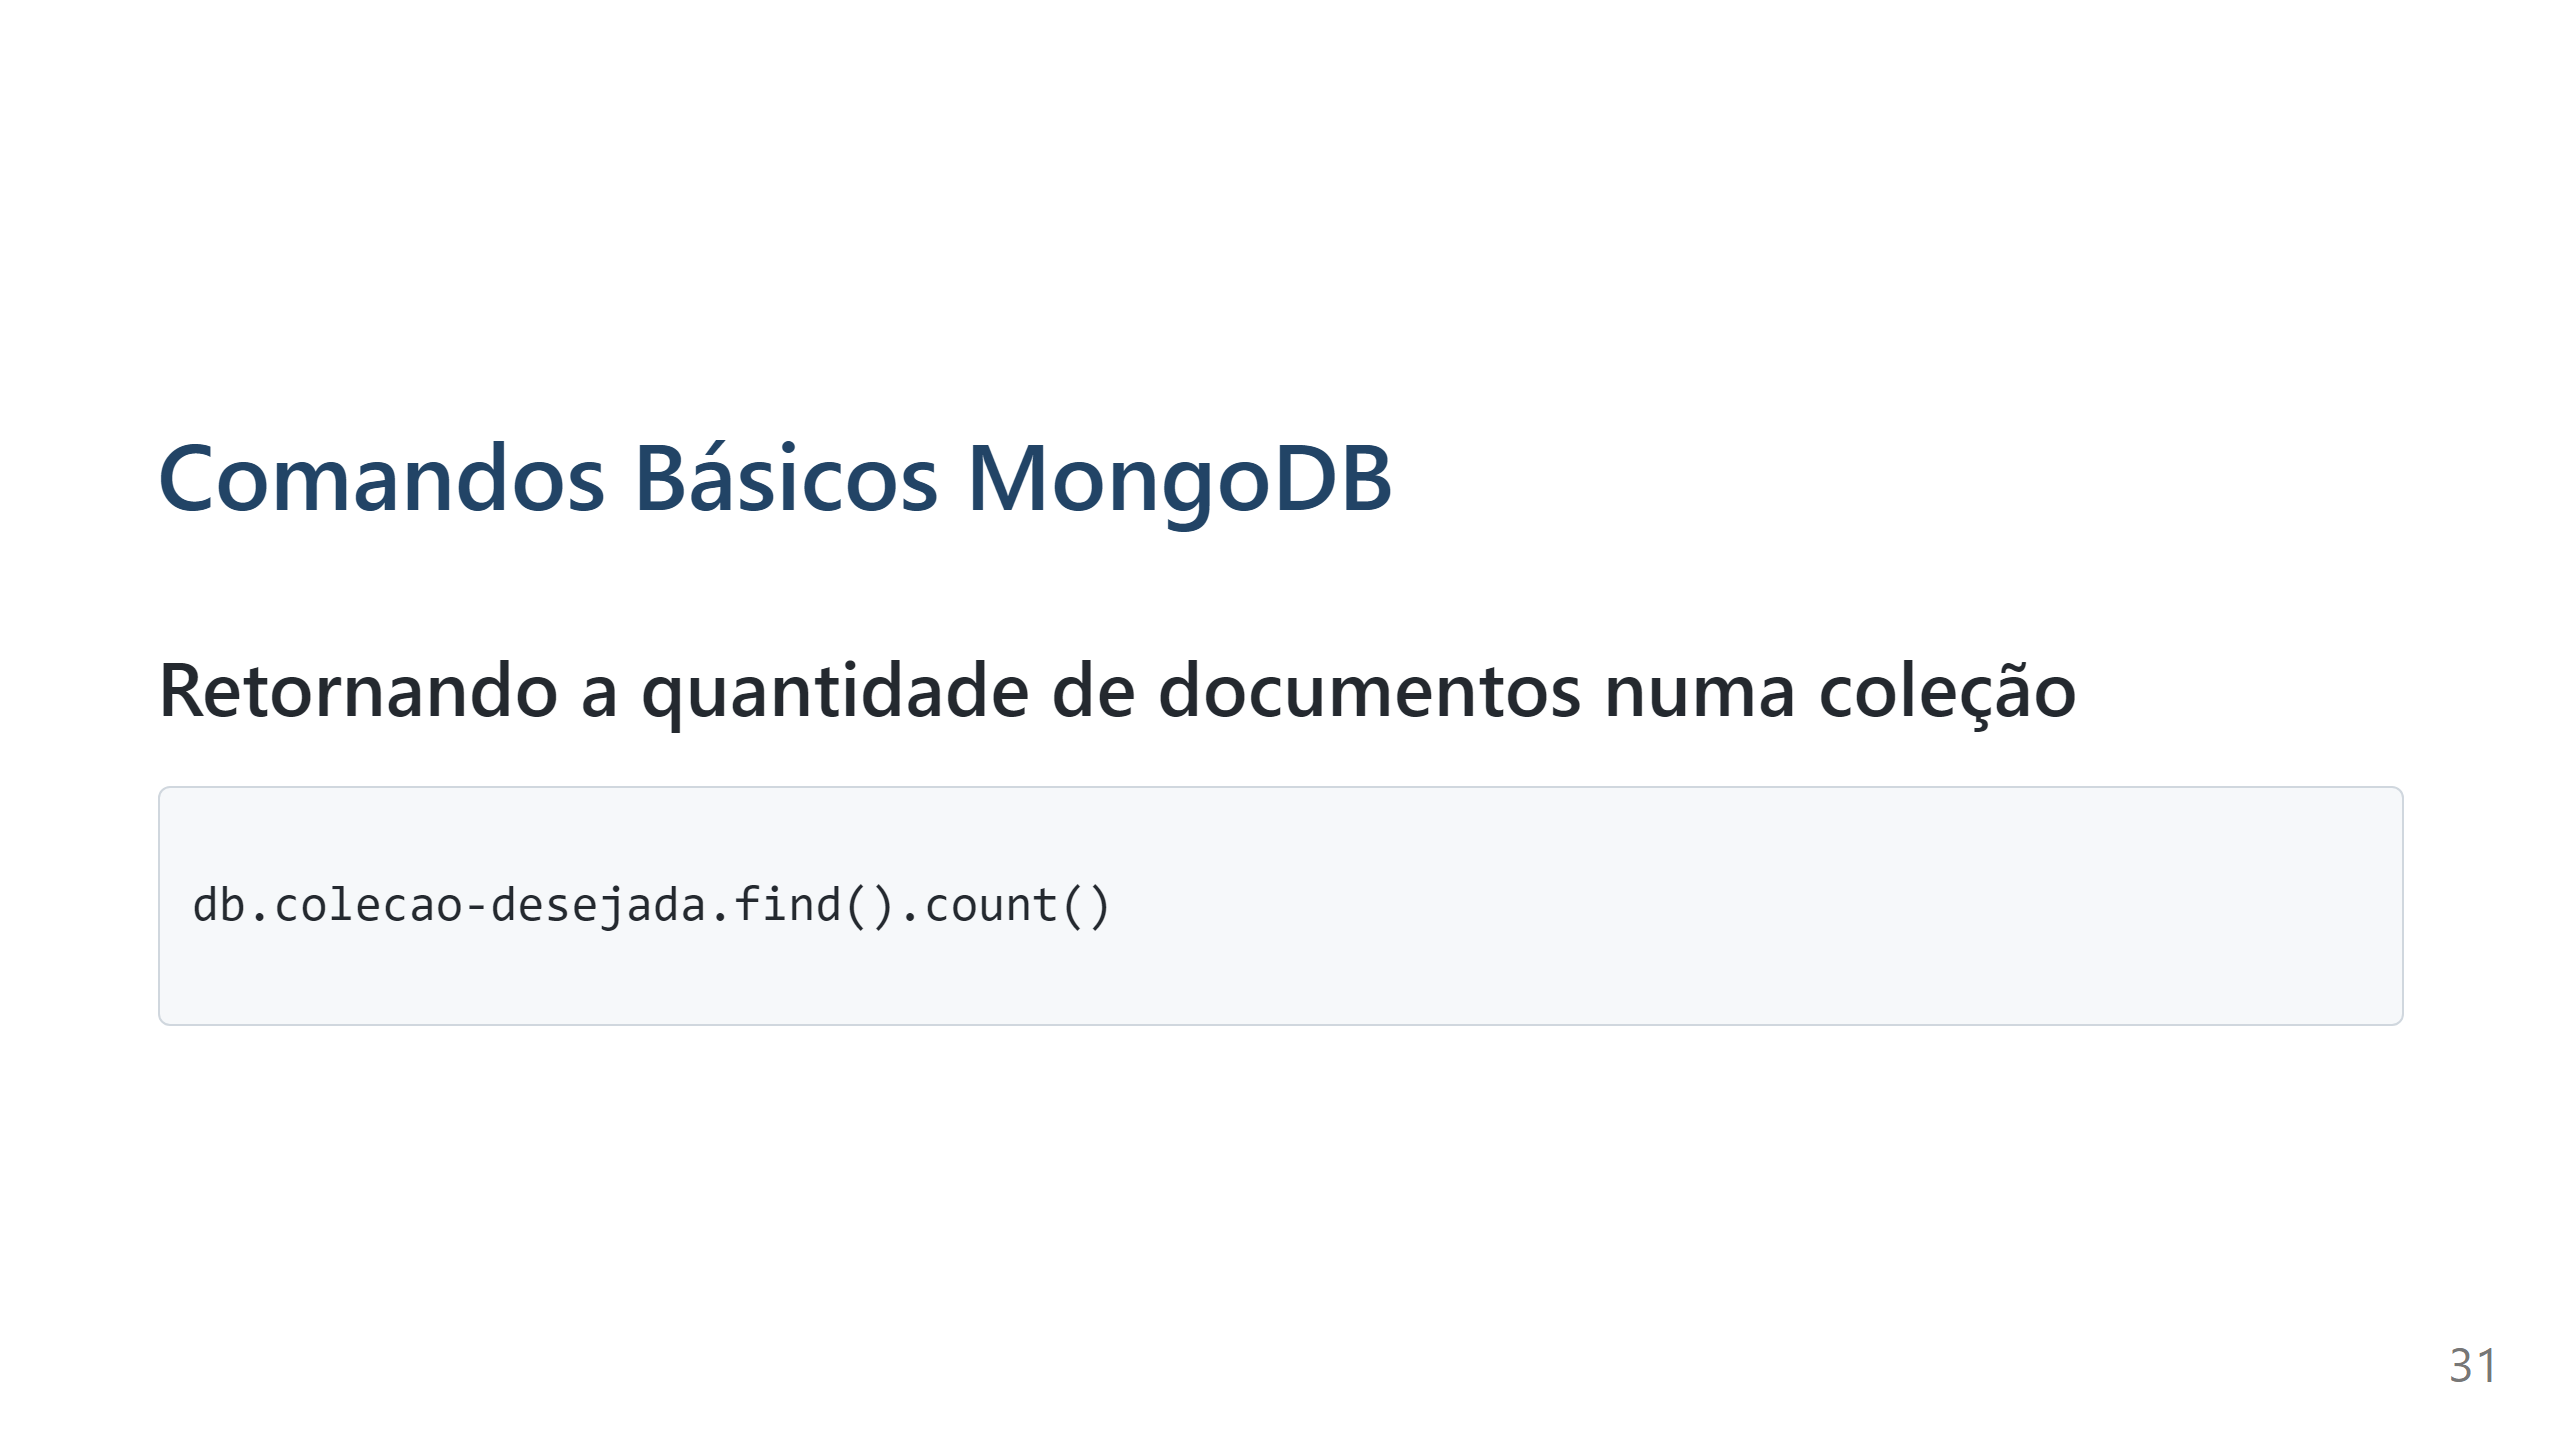 Comandos Básicos MongoDB
Retornando a quantidade de documentos numa coleção
db.colecao-desejada.find().count()
31